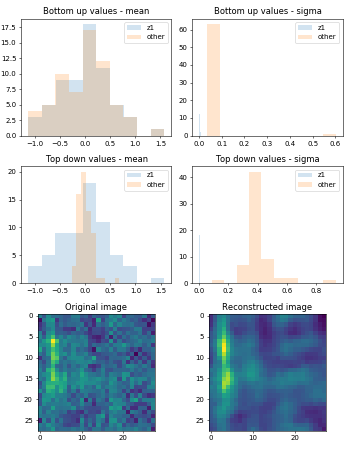 Bottom up values - mean
Bottom up values - sigma
17.5
15.0
12.5
10.0
7.5
5.0
2.5
0.0
z1
other
−1.0 −0.5 0.0 0.5 1.0 1.5
60
50
40
30
20
10
0
z1
other
0.0 0.1 0.2 0.3 0.4 0.5 0.6
Top down values - mean
Top down values - sigma
20
15
10
5
0
z1
other
−1.0 −0.5 0.0 0.5 1.0 1.5
40
30
20
10
0
z1
other
0.0 0.2 0.4 0.6 0.8
Original image
Reconstructed image
0
5
10
15
20
25
0 10 20
0
5
10
15
20
25
0 10 20